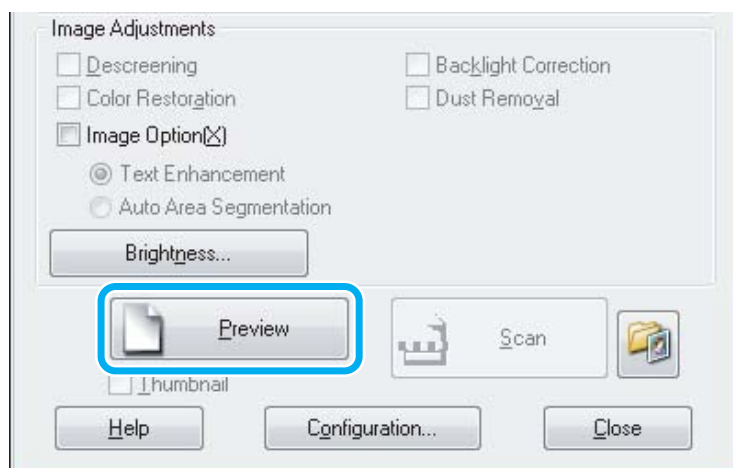 Image Adjustments
Descreening Backlight Correction
Color Restoration Dust Removal
Image Option(X)
Text Enhancement
Auto Area Segmentation
Brightness...
Preview Scan
Thumbnail
Help Configuration... Close